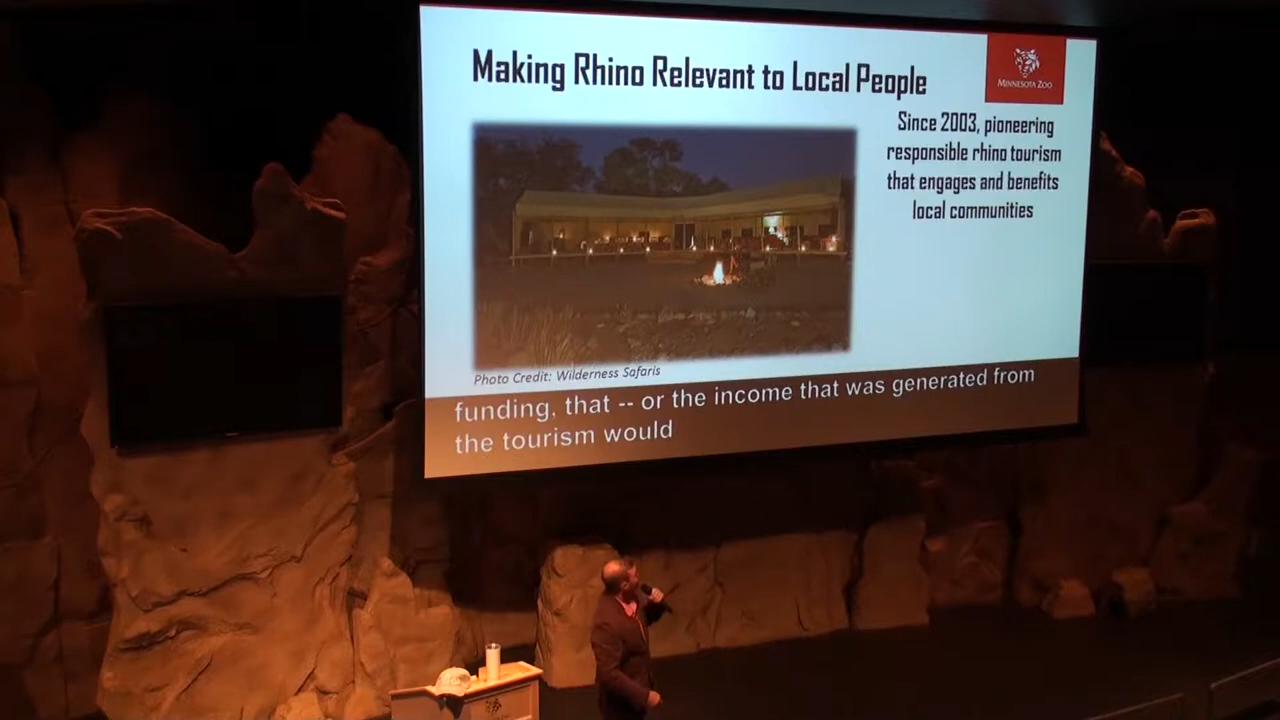 Making Rhino Relevant to Local People
MINNESOTA ZOO
Since 2003, pioneering
responsible rhino tourism
that engages and benefits
local communities
Photo Credit: Wilderness Safaris
funding, that -- or the income that was generated from
the tourism would